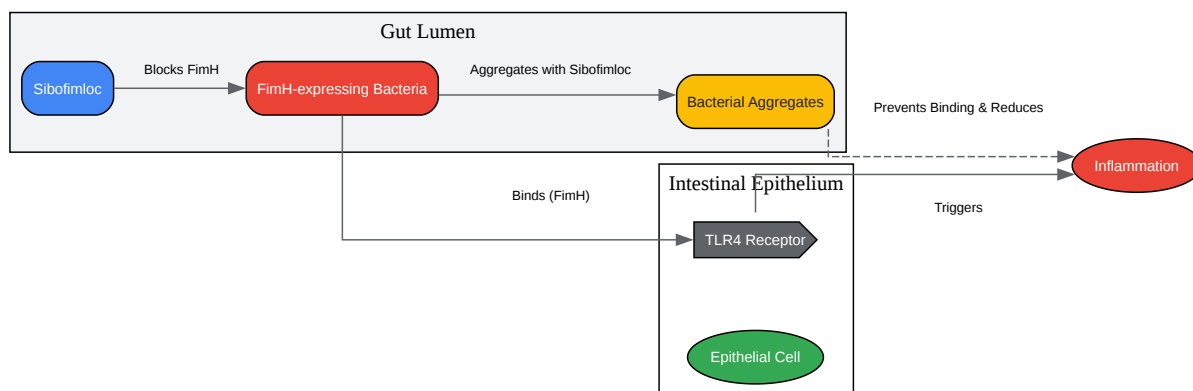 Gut Lumen
Sibofimloc
Blocks FimH
FimH-expressing Bacteria
Aggregates with Sibofimloc
Bacterial Aggregates
Prevents Binding & Reduces
Inflammation
Intestinal Epithelium
Binds (FimH)
Triggers
TLR4 Receptor
Epithelial Cell